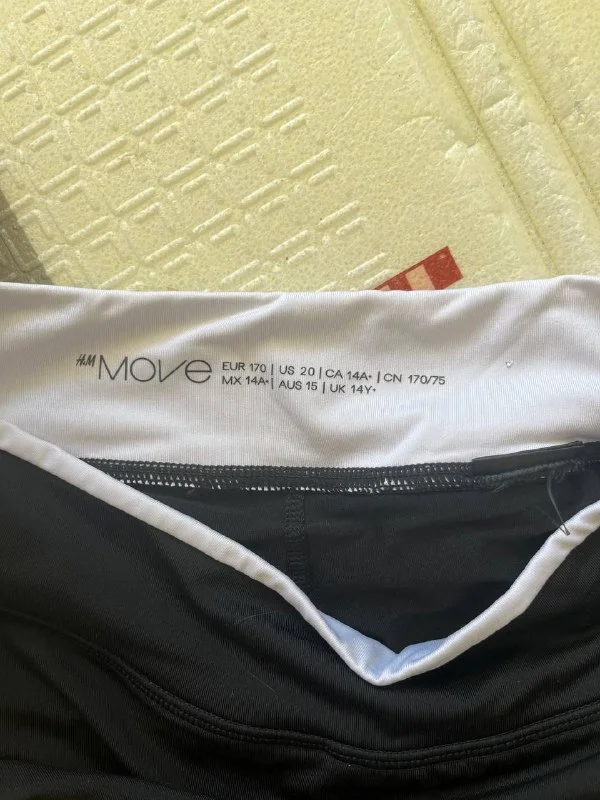 H&M MOVE
EUR 170 | US 20 | CA 14A+ | CN 170/75
MX 14A+ | AUS 15 | UK 14Y+